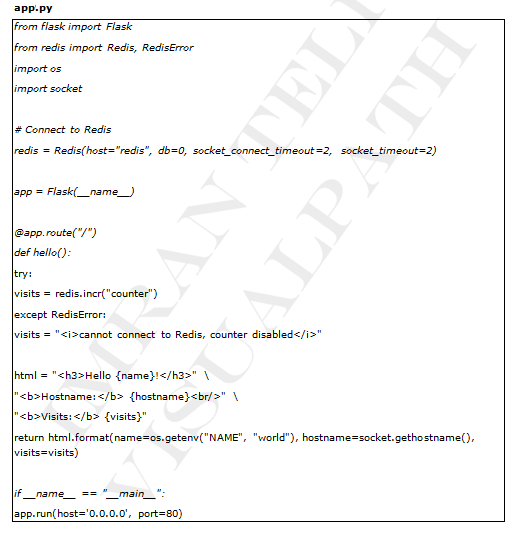 app.py
from flask import Flask
from redis import Redis, RedisError
import os
import socket
# Connect to Redis
redis = Redis(host="redis", db=0, socket_connect_timeout=2, socket_timeout=2)
app = Flask(__name__)
@app.route("/")
def hello():
try:
visits = redis.incr("counter")
except RedisError:
visits = "<i>cannot connect to Redis, counter disabled</i>"
html = "<h3>Hello {name}!</h3>" \
"<b>Hostname:</b> {hostname}<br/>" \
"<b>Visits:</b> {visits}"
return html.format(name=os.getenv("NAME", "world"), hostname=socket.gethostname(),
visits=visits)
if __name__ == "__main__":
app.run(host='0.0.0.0', port=80)
IMRAN TELI
VISUALPATH